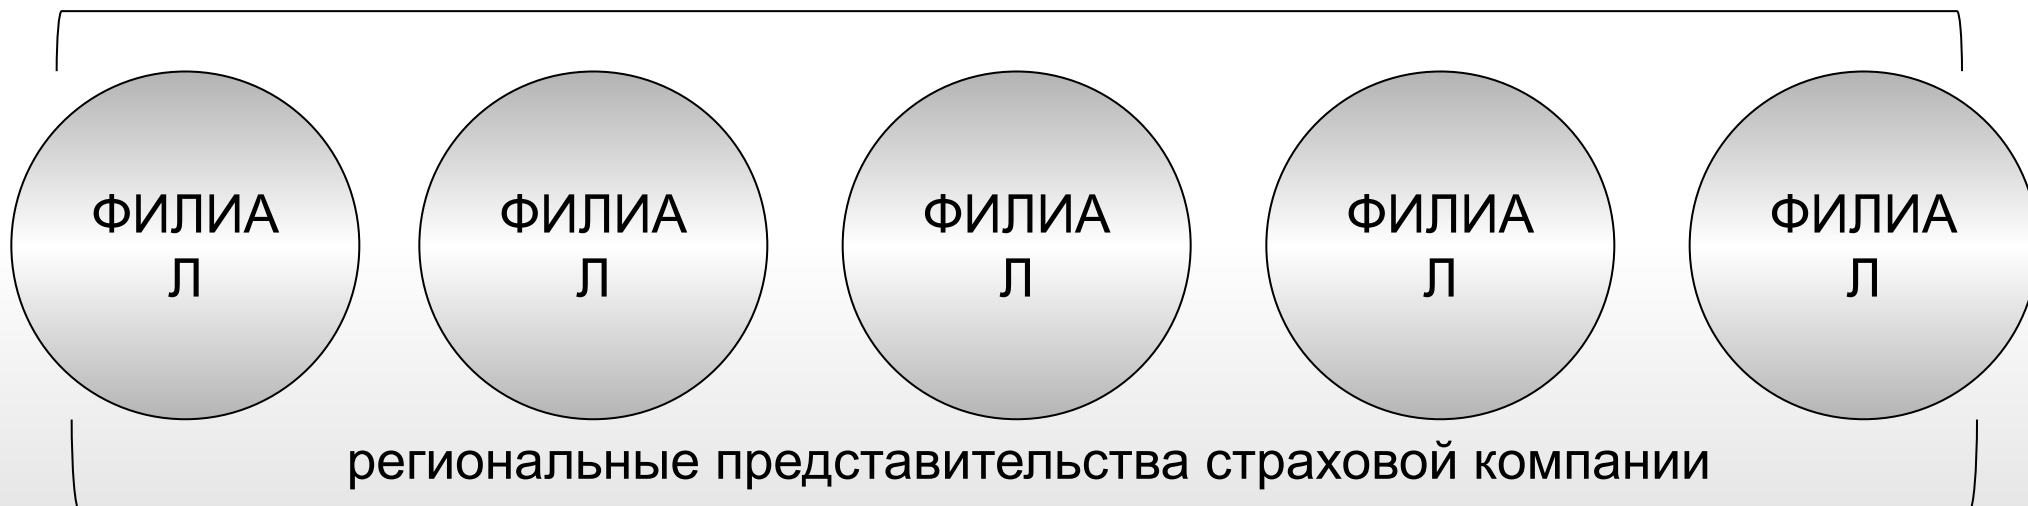 ФИЛИА
Л
ФИЛИА
Л
ФИЛИА
Л
ФИЛИА
Л
ФИЛИА
Л
региональные представительства страховой компании